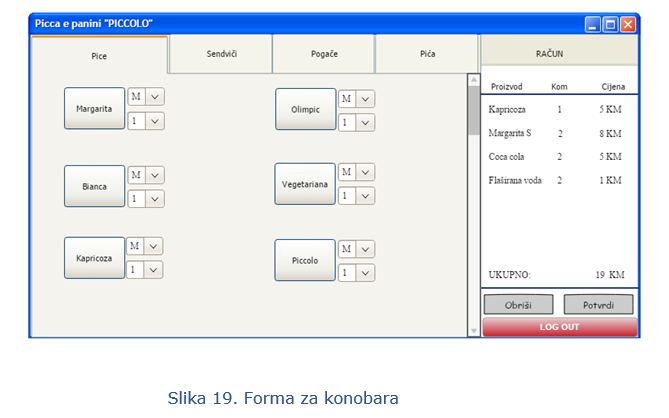 Picca e panini "PICCOLO"
Pice Sendviči Pogače Pića RAČUN
Proizvod Kom Cijena
Margarita M 1
Olimpic M 1
Bianca M 1
Vegetariana M 1
Kapricoza M 1
Piccolo M 1
Kapricoza 1 5 KM
Margarita S 2 8 KM
Coca cola 2 5 KM
Flaširana voda 2 1 KM
UKUPNO: 19 KM
Obriši Potvrdi
LOG OUT
Slika 19. Forma za konobara